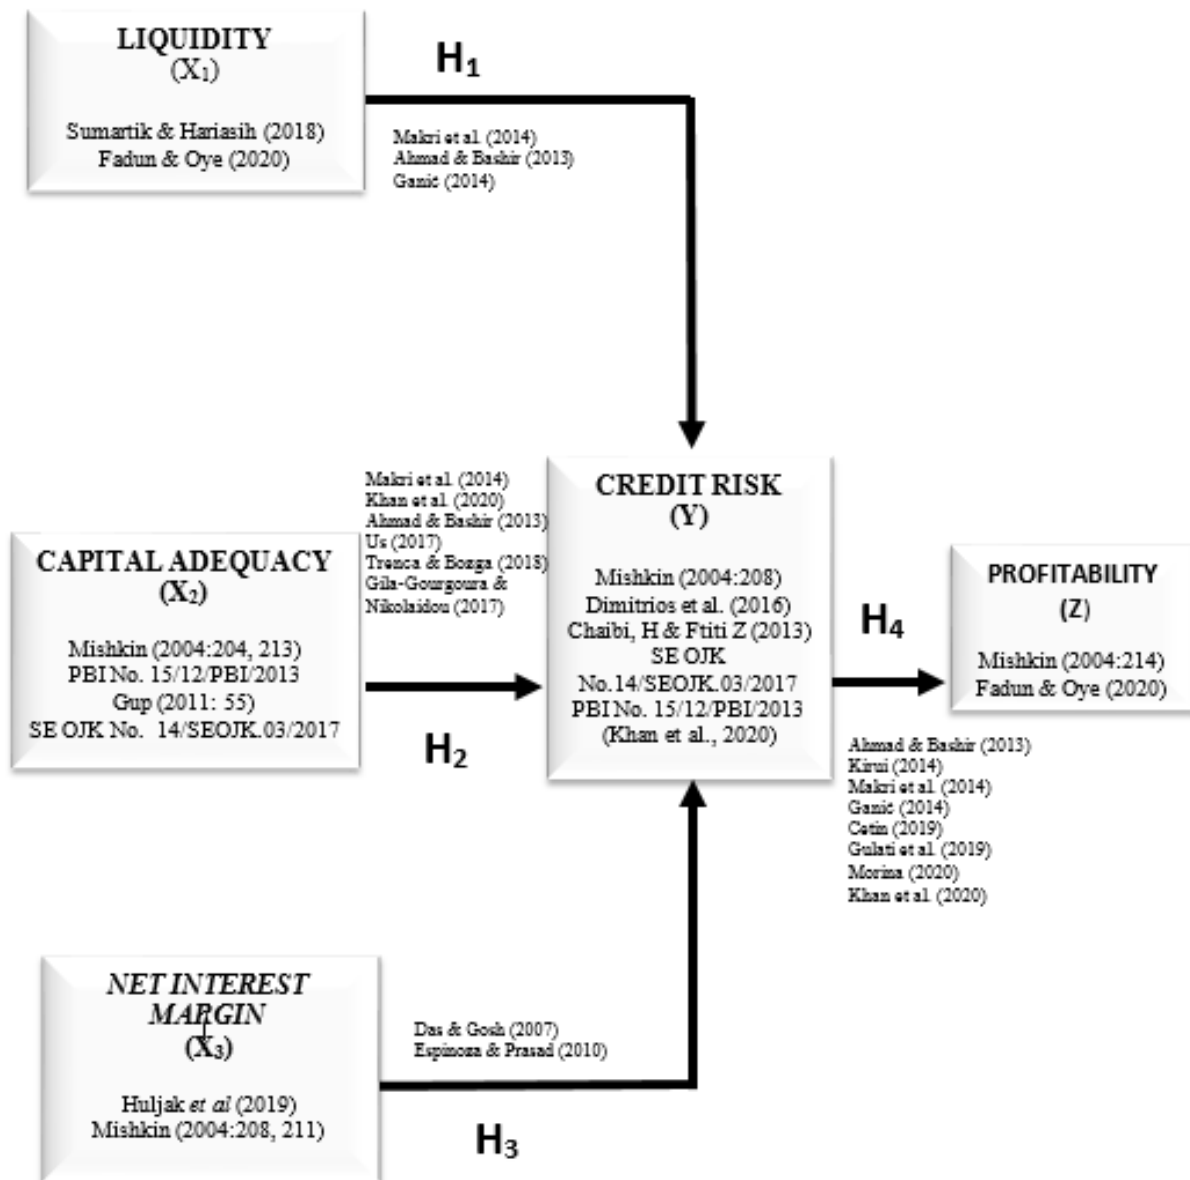 LIQUIDITY
(X₁)
Sumartik & Hariasih (2018)
Fadun & Oye (2020)
H₁
Makri et al. (2014)
Ahmad & Bashir (2013)
Ganić (2014)
Makri et al. (2014)
Khan et al. (2020)
Ahmad & Bashir (2013)
Us (2017)
Trenca & Bozga (2018)
Gila-Gourgoura &
Nikolaidou (2017)
CAPITAL ADEQUACY
(X₂)
Mishkin (2004:204, 213)
PBI No. 15/12/PBI/2013
Gup (2011: 55)
SE OJK No. 14/SEOJK.03/2017
H₂
CREDIT RISK
(Y)
Mishkin (2004:208)
Dimitrios et al. (2016)
Chaibi, H & Ftiti Z (2013)
SE OJK
No.14/SEOJK.03/2017
PBI No. 15/12/PBI/2013
(Khan et al., 2020)
H₄
PROFITABILITY
(Z)
Mishkin (2004:214)
Fadun & Oye (2020)
Ahmad & Bashir (2013)
Kirui (2014)
Makri et al. (2014)
Ganić (2014)
Cetin (2019)
Gulati et al. (2019)
Morina (2020)
Khan et al. (2020)
NET INTEREST
MARGIN
(X₃)
Huljak et al (2019)
Mishkin (2004:208, 211)
Das & Gosh (2007)
Espinoza & Prasad (2010)
H₃